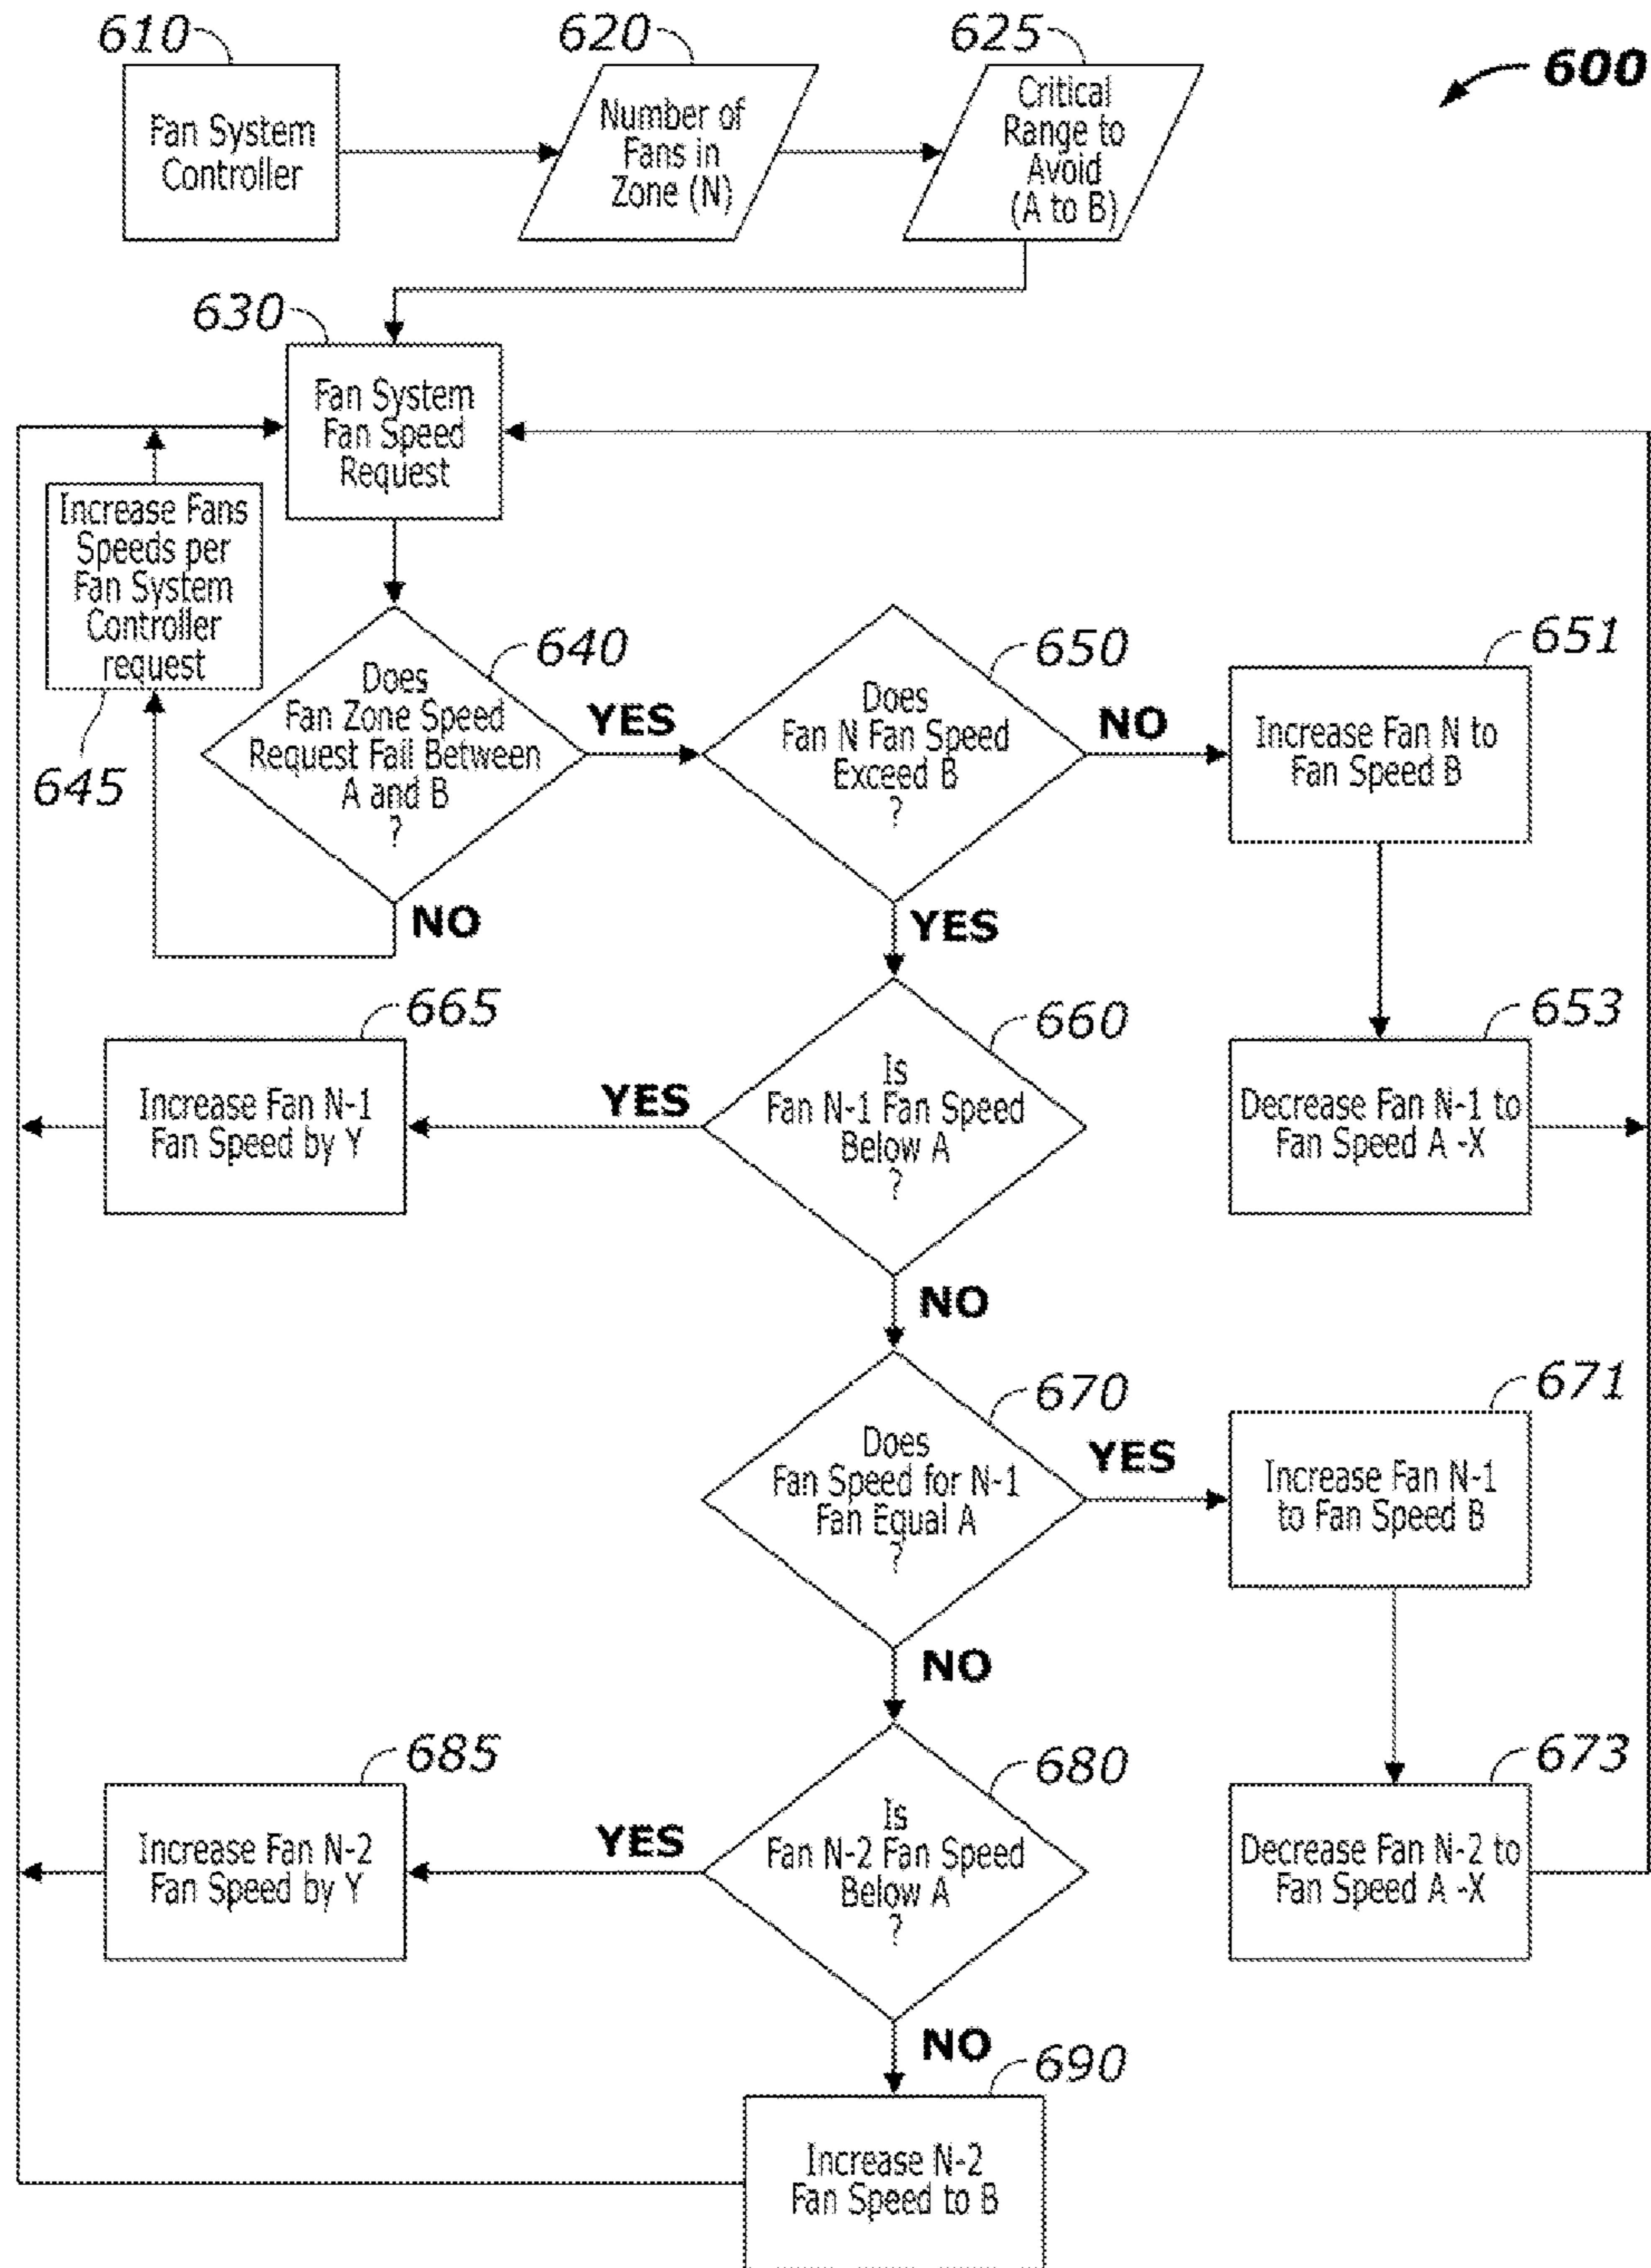 610
620
625
600
Fan System
Controller
Number of
Fans in
Zone (N)
Critical
Range to
Avoid
(A to B)
630
Fan System
Fan Speed
Request
Increase Fans
Speeds per
Fan System
Controller
request
645
640
Does
Fan Zone Speed
Request Fall Between
A and B
?
YES
NO
650
Does
Fan N Fan Speed
Exceed B
?
NO
YES
651
Increase Fan N to
Fan Speed B
653
Decrease Fan N-1 to
Fan Speed A -X
660
Is
Fan N-1 Fan Speed
Below A
?
YES
NO
665
Increase Fan N-1
Fan Speed by Y
670
Does
Fan Speed for N-1
Fan Equal A
?
YES
NO
671
Increase Fan N-1
to Fan Speed B
673
Decrease Fan N-2 to
Fan Speed A -X
680
Is
Fan N-2 Fan Speed
Below A
?
YES
NO
685
Increase Fan N-2
Fan Speed by Y
690
Increase N-2
Fan Speed to B